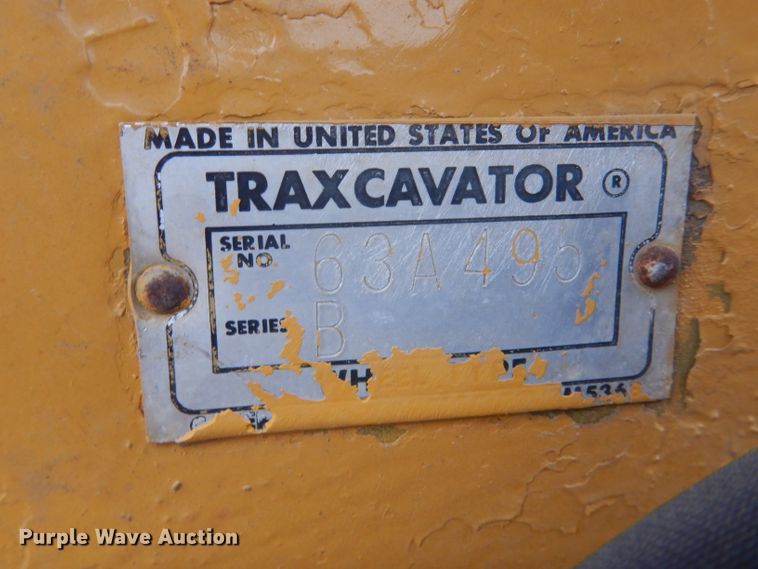 MADE IN UNITED STATES OF AMERICA
TRAXCAVATOR ®
SERIAL NO. 63A495
SERIES B
Purple Wave Auction